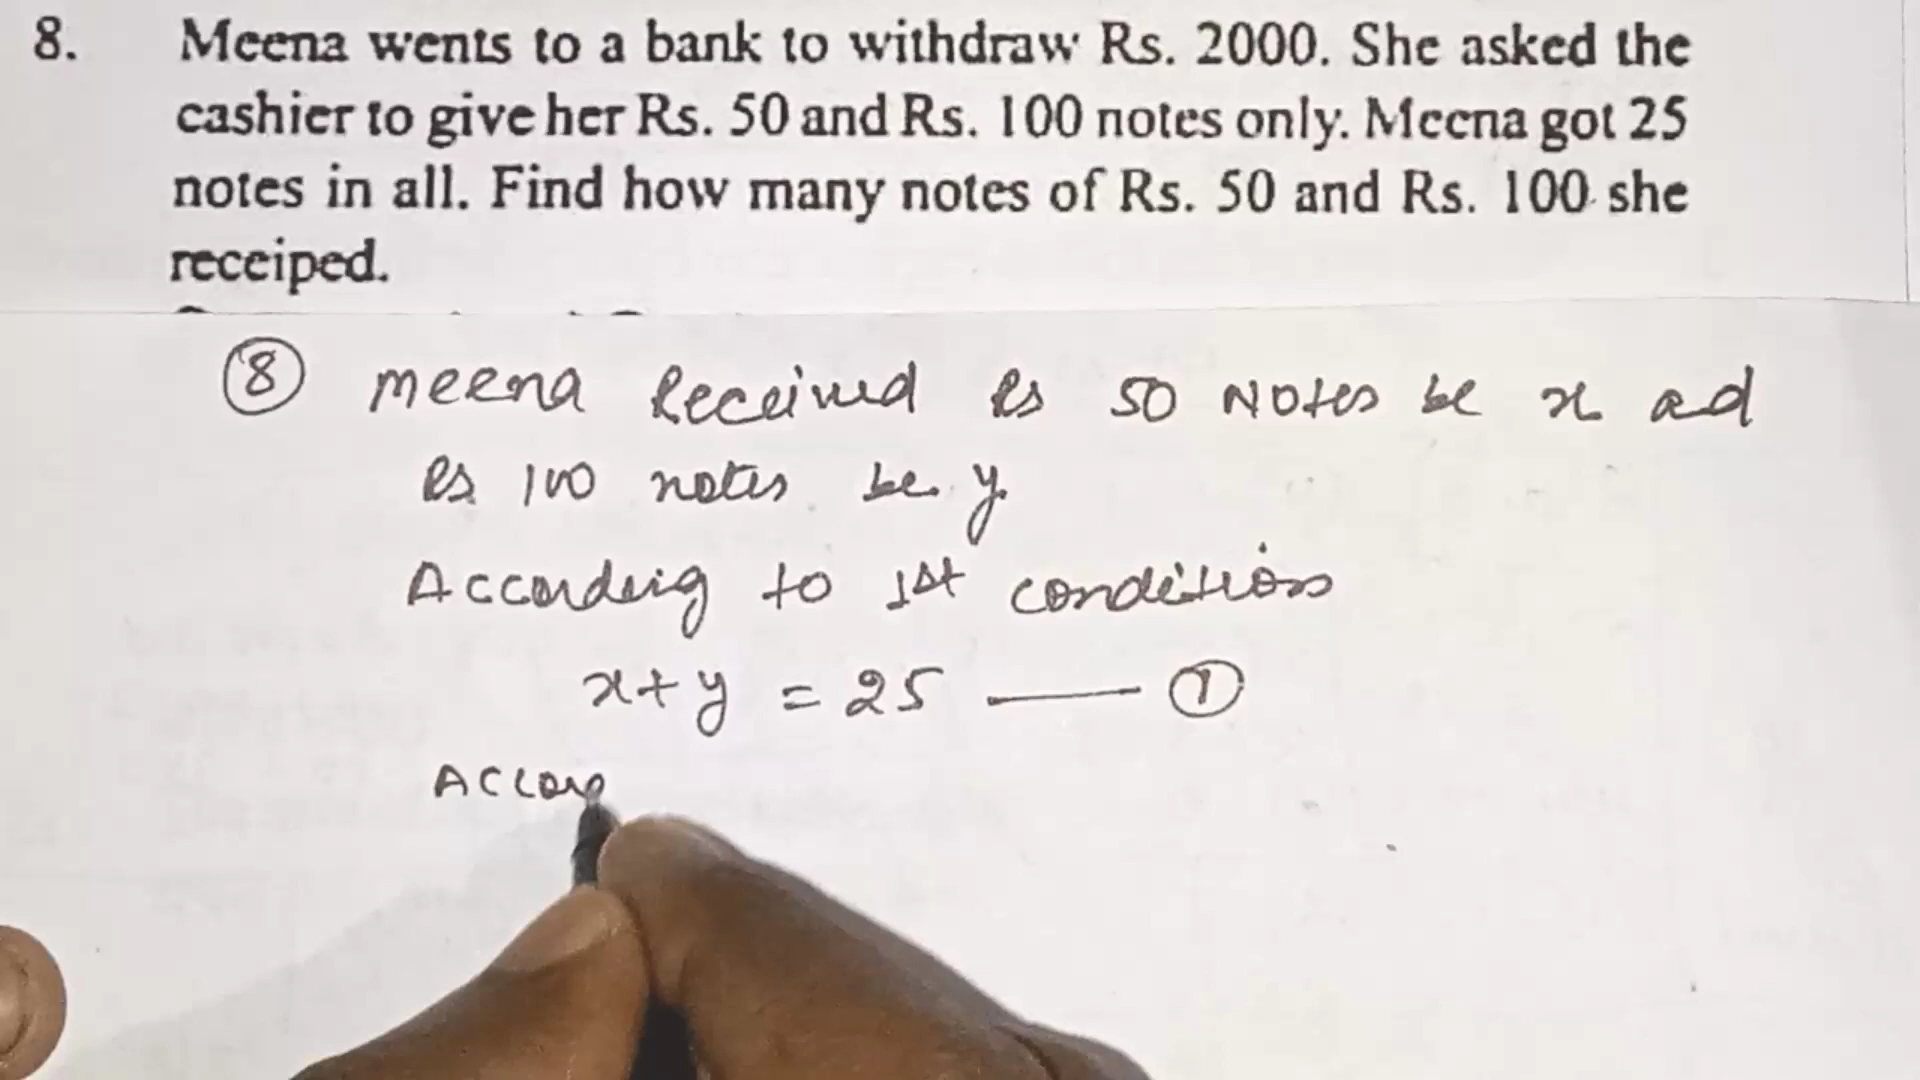 8. Meena wents to a bank to withdraw Rs. 2000. She asked the
cashier to give her Rs. 50 and Rs. 100 notes only. Meena got 25
notes in all. Find how many notes of Rs. 50 and Rs. 100 she
receiped.
⑧ meena Received Rs 50 Notes be x ad
Rs 100 notes be y
According to 1st condition
x+y = 25 —— ①
Accor